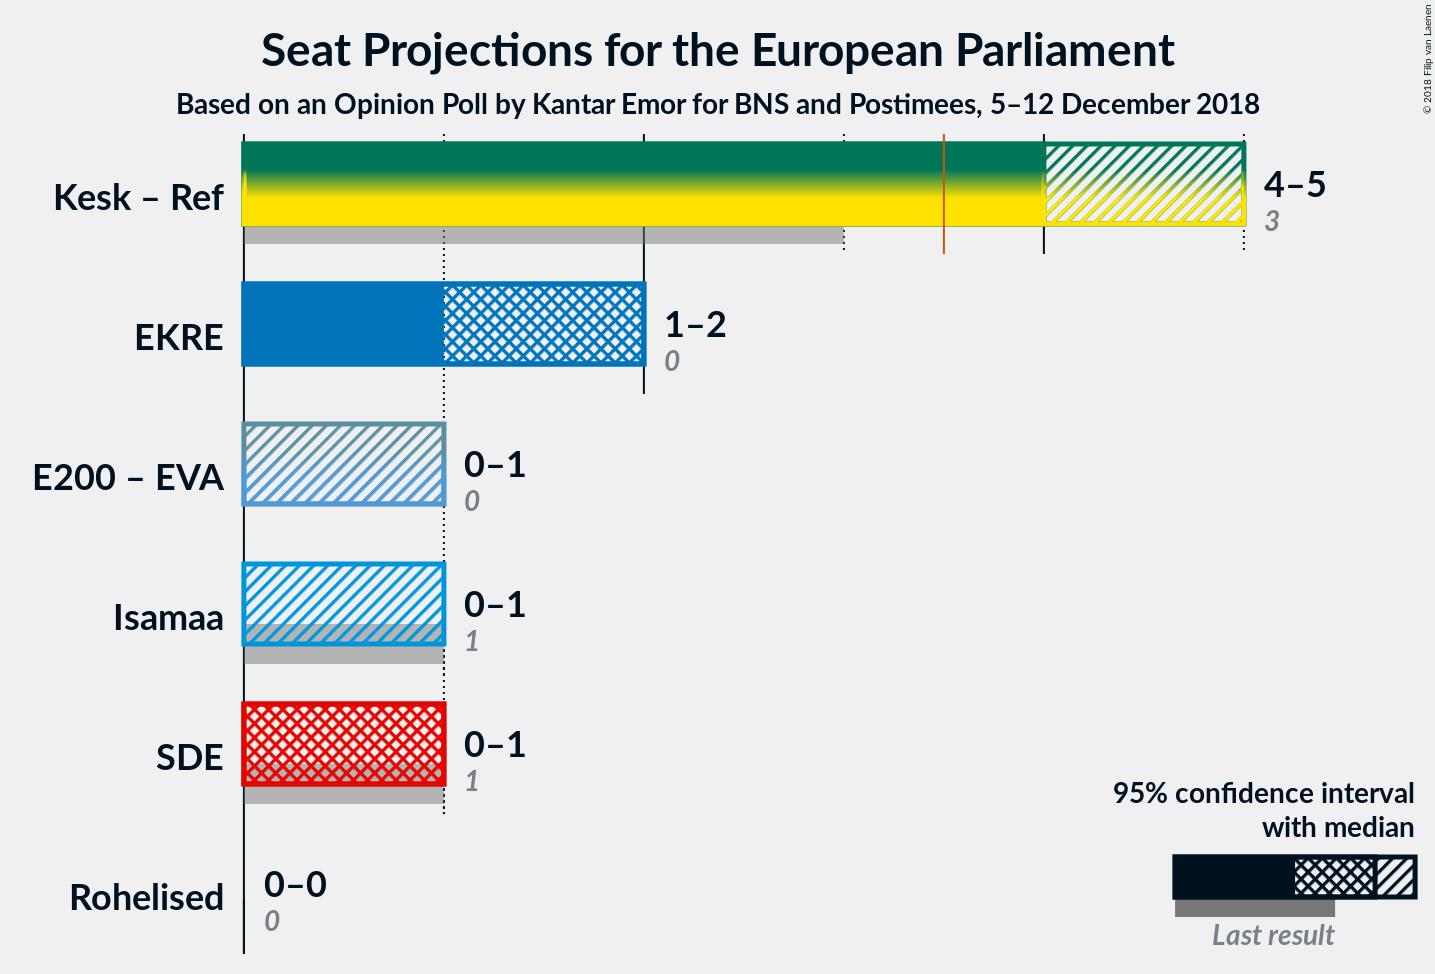 Seat Projections for the European Parliament
Based on an Opinion Poll by Kantar Emor for BNS and Postimees, 5–12 December 2018
© 2018 Filip van Laenen
Kesk – Ref
4–5
3
EKRE
1–2
0
E200 – EVA
0–1
0
Isamaa
0–1
1
SDE
0–1
1
Rohelised
0–0
0
95% confidence interval
with median
Last result